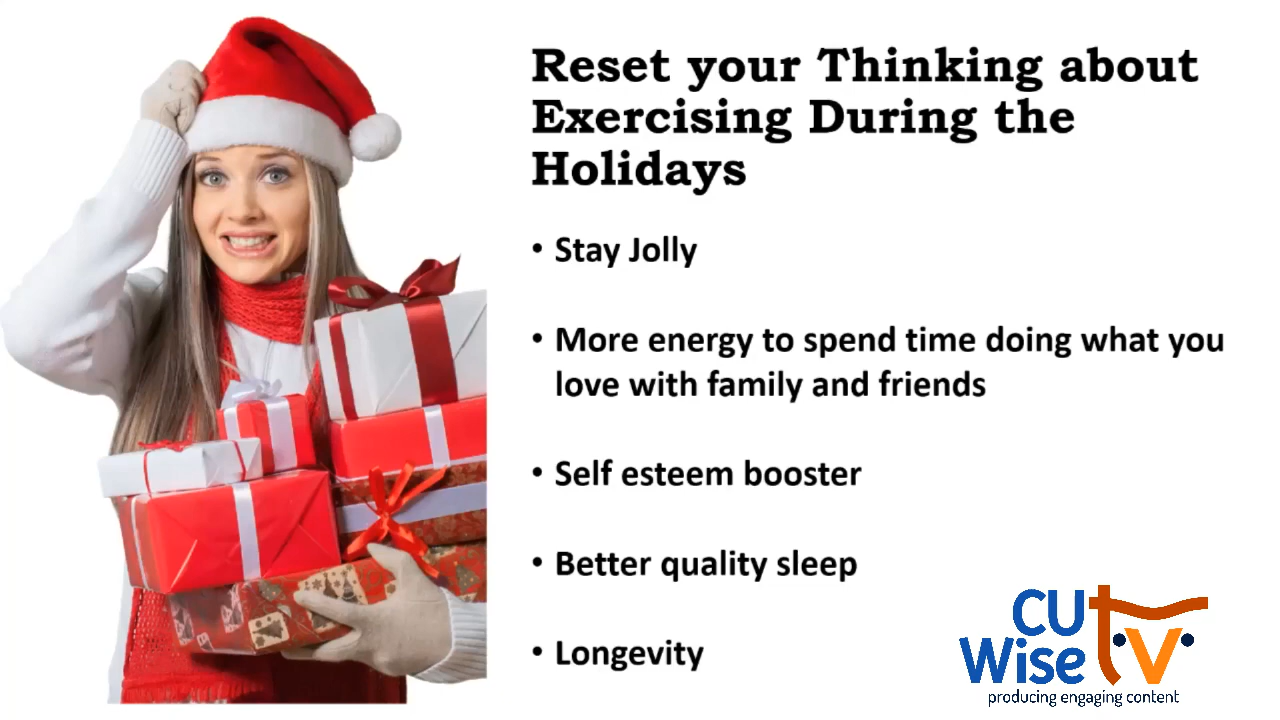 Reset your Thinking about
Exercising During the
Holidays
• Stay Jolly
• More energy to spend time doing what you
love with family and friends
• Self esteem booster
• Better quality sleep
• Longevity
CU
Wise tv
producing engaging content